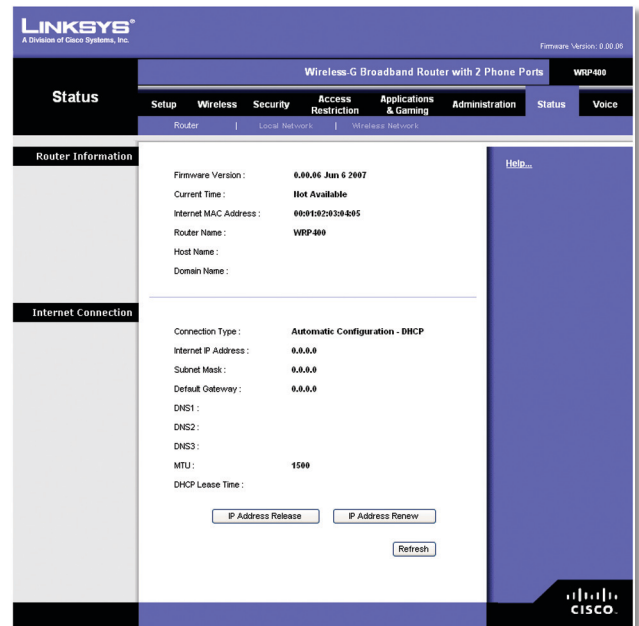 LINKSYS®
A Division of Cisco Systems, Inc.
Firmware Version: 0.00.06
Wireless-G Broadband Router with 2 Phone Ports WRP400
Status
Setup Wireless Security Access Restriction Applications & Gaming Administration Status Voice
Router | Local Network | Wireless Network
Router Information
Help...
Firmware Version : 0.00.06 Jun 6 2007
Current Time : Not Available
Internet MAC Address : 00:01:02:03:04:05
Router Name : WRP400
Host Name :
Domain Name :
Internet Connection
Connection Type : Automatic Configuration - DHCP
Internet IP Address : 0.0.0.0
Subnet Mask : 0.0.0.0
Default Gateway : 0.0.0.0
DNS1 :
DNS2 :
DNS3 :
MTU : 1500
DHCP Lease Time :
IP Address Release IP Address Renew
Refresh
CISCO.